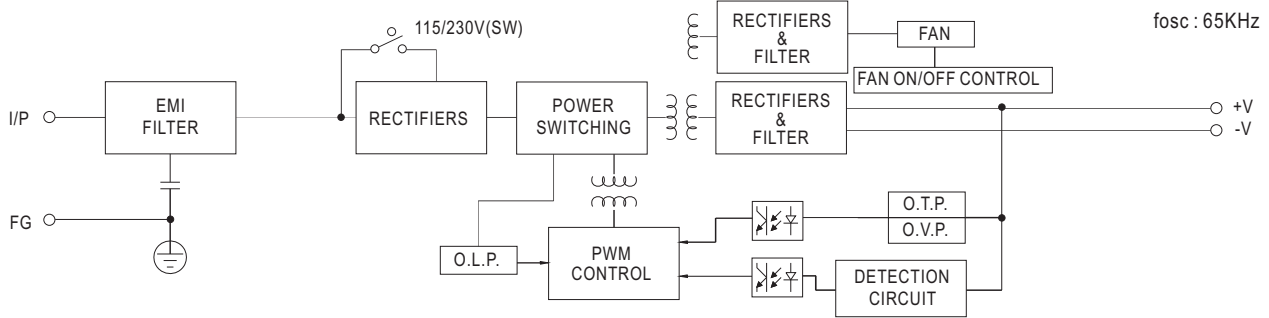 115/230V(SW)
RECTIFIERS
&
FILTER
FAN
FAN ON/OFF CONTROL
fosc : 65KHz
I/P
EMI
FILTER
RECTIFIERS
POWER
SWITCHING
RECTIFIERS
&
FILTER
+V
-V
FG
O.L.P.
PWM
CONTROL
O.T.P.
O.V.P.
DETECTION
CIRCUIT